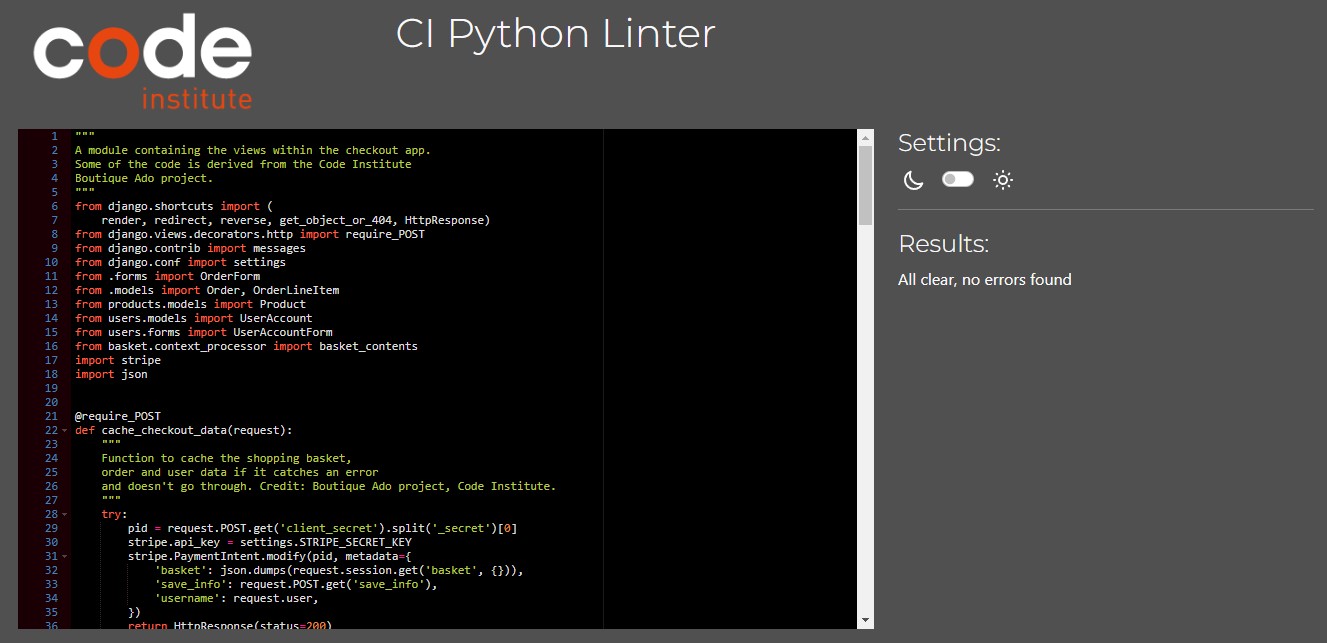 code
institute
CI Python Linter
1 """
2 A module containing the views within the checkout app.
3 Some of the code is derived from the Code Institute
4 Boutique Ado project.
5 """
6 from django.shortcuts import (
7     render, redirect, reverse, get_object_or_404, HttpResponse)
8 from django.views.decorators.http import require_POST
9 from django.contrib import messages
10 from django.conf import settings
11 from .forms import OrderForm
12 from .models import Order, OrderLineItem
13 from products.models import Product
14 from users.models import UserAccount
15 from users.forms import UserAccountForm
16 from basket.context_processor import basket_contents
17 import stripe
18 import json
19
20
21 @require_POST
22 def cache_checkout_data(request):
23     """
24     Function to cache the shopping basket,
25     order and user data if it catches an error
26     and doesn't go through. Credit: Boutique Ado project, Code Institute.
27     """
28     try:
29         pid = request.POST.get('client_secret').split('_secret')[0]
30         stripe.api_key = settings.STRIPE_SECRET_KEY
31         stripe.PaymentIntent.modify(pid, metadata={
32             'basket': json.dumps(request.session.get('basket', {})),
33             'save_info': request.POST.get('save_info'),
34             'username': request.user,
35         })
36         return HttpResponse(status=200)
Settings:
Results:
All clear, no errors found